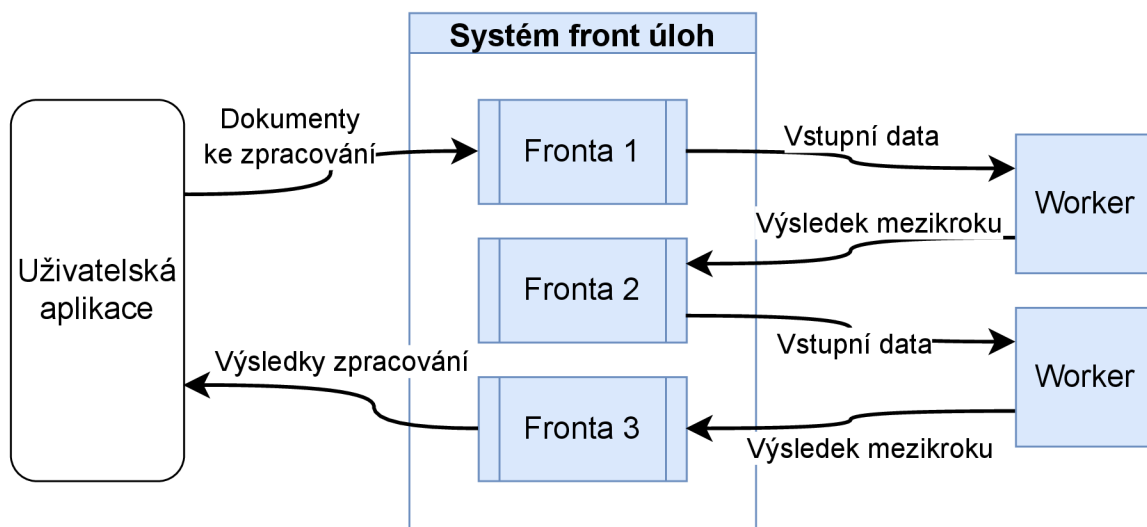 Systém front úloh
Dokumenty
ke zpracování
Fronta 1
Vstupní data
Worker
Výsledek mezikroku
Uživatelská
aplikace
Fronta 2
Vstupní data
Worker
Výsledky zpracování
Fronta 3
Výsledek mezikroku